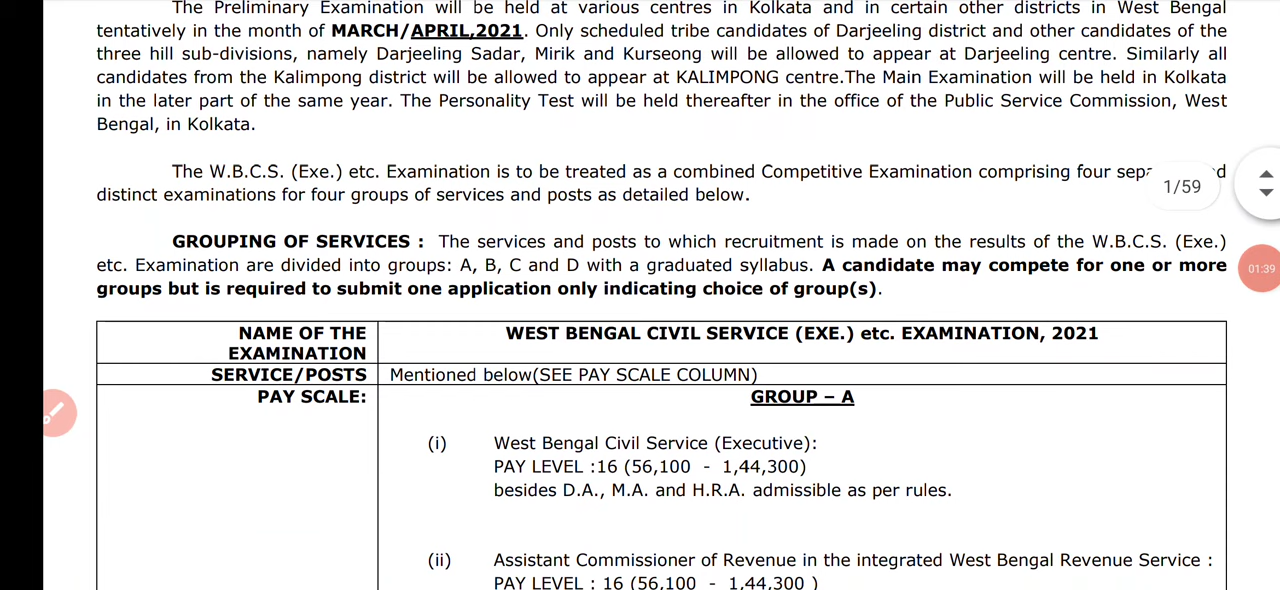 The Preliminary Examination will be held at various centres in Kolkata and in certain other districts in West Bengal
tentatively in the month of MARCH/APRIL,2021. Only scheduled tribe candidates of Darjeeling district and other candidates of the
three hill sub-divisions, namely Darjeeling Sadar, Mirik and Kurseong will be allowed to appear at Darjeeling centre. Similarly all
candidates from the Kalimpong district will be allowed to appear at KALIMPONG centre.The Main Examination will be held in Kolkata
in the later part of the same year. The Personality Test will be held thereafter in the office of the Public Service Commission, West
Bengal, in Kolkata.
The W.B.C.S. (Exe.) etc. Examination is to be treated as a combined Competitive Examination comprising four
distinct examinations for four groups of services and posts as detailed below.
1/59
GROUPING OF SERVICES : The services and posts to which recruitment is made on the results of the W.B.C.S. (Exe.)
etc. Examination are divided into groups: A, B, C and D with a graduated syllabus. A candidate may compete for one or more
groups but is required to submit one application only indicating choice of group(s).
01:39
NAME OF THE EXAMINATION
WEST BENGAL CIVIL SERVICE (EXE.) etc. EXAMINATION, 2021
SERVICE/POSTS Mentioned below(SEE PAY SCALE COLUMN)
PAY SCALE: GROUP – A
(i) West Bengal Civil Service (Executive):
PAY LEVEL :16 (56,100 - 1,44,300)
besides D.A., M.A. and H.R.A. admissible as per rules.
(ii) Assistant Commissioner of Revenue in the integrated West Bengal Revenue Service :
PAY LEVEL : 16 (56,100 - 1,44,300 )